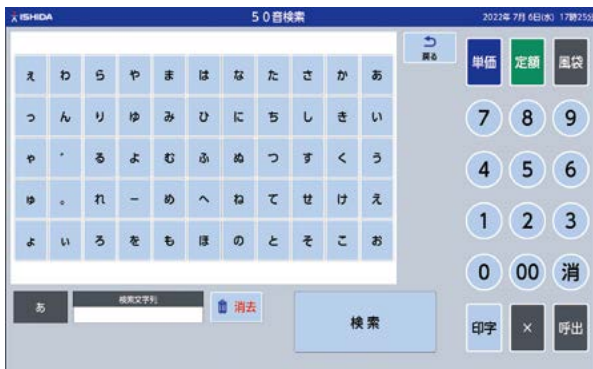 ISHIDA 50音検索 2022年 7月 6日(水) 17時25分
戻る 単価 定額 風袋
ぇ わ ら や ま は な た さ か あ
っ ん り ゆ み ひ に ち し き い
ゃ ゛ る よ む ふ ぬ つ す く う
ゅ 。 れ ー め へ ね て せ け え
ょ ぃ ろ を も ほ の と そ こ お
7 8 9
4 5 6
1 2 3
0 00 消
あ 検索文字列 消去 検索
印字 × 呼出